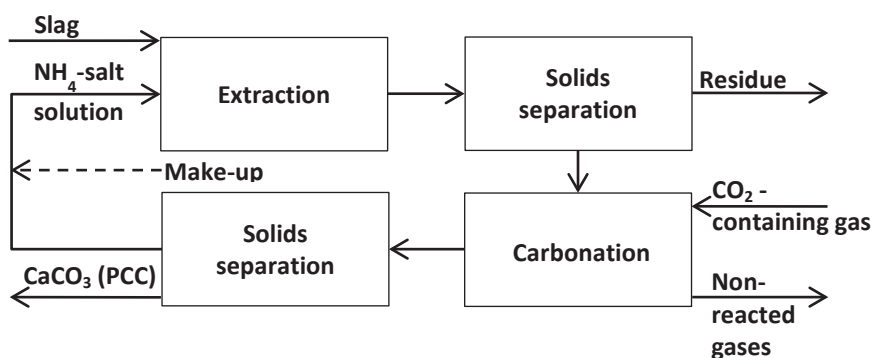 Slag
NH4-salt
solution
Extraction
Solids
separation
Residue
Make-up
CO2 -
containing gas
Solids
separation
Carbonation
CaCO3 (PCC)
Non-
reacted
gases